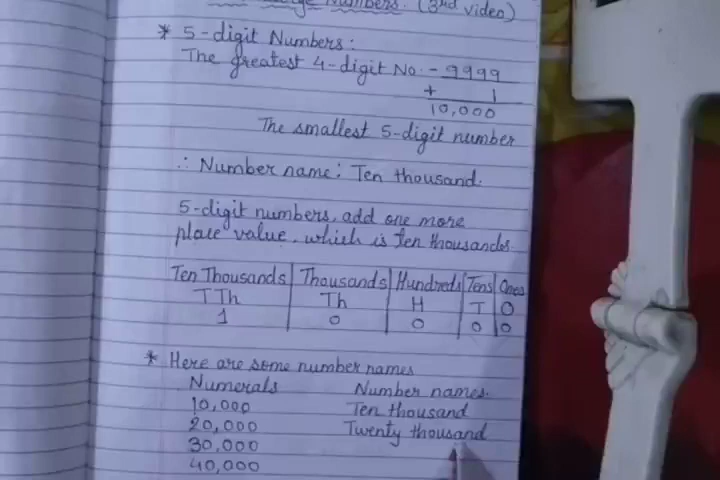 Numbers. (3rd video)
* 5-digit Numbers:
The greatest 4-digit No. - 9999
+ 1
10,000
The smallest 5-digit number
∴ Number name: Ten thousand.
5-digit numbers, add one more
place value, which is ten thousands
Ten Thousands | Thousands | Hundreds | Tens | Ones
TTh | Th | H | T | O
1 | 0 | 0 | 0 | 0
* Here are some number names
Numerals Number names.
10,000 Ten thousand
20,000 Twenty thousand
30,000
40,000